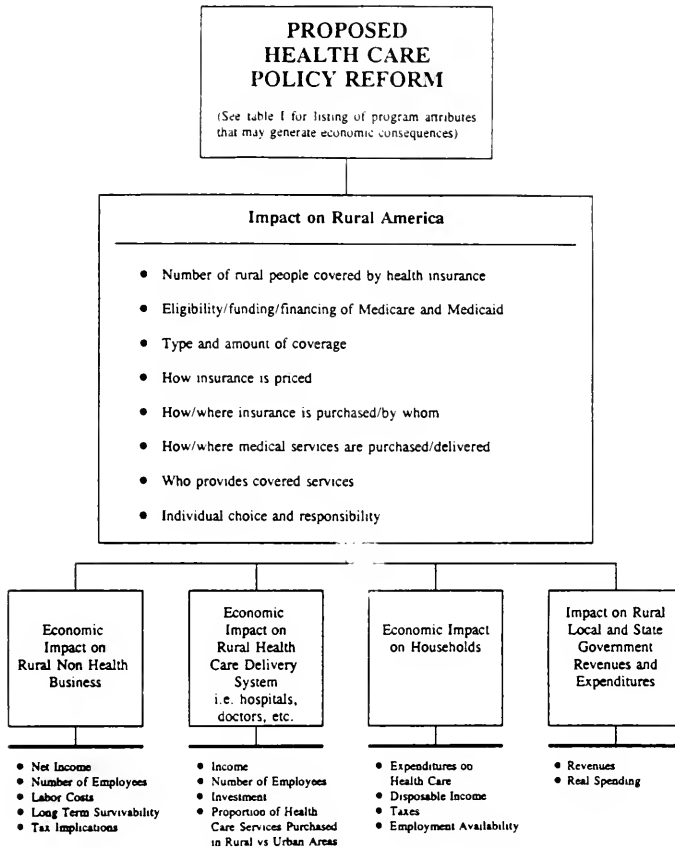 PROPOSED
HEALTH CARE
POLICY REFORM
(See table I for listing of program attributes
that may generate economic consequences)
Impact on Rural America
● Number of rural people covered by health insurance
● Eligibility/funding/financing of Medicare and Medicaid
● Type and amount of coverage
● How insurance is priced
● How/where insurance is purchased/by whom
● How/where medical services are purchased/delivered
● Who provides covered services
● Individual choice and responsibility
Economic
Impact on
Rural Non Health
Business
● Net Income
● Number of Employees
● Labor Costs
● Long Term Survivability
● Tax Implications
Economic
Impact on
Rural Health
Care Delivery
System
i.e. hospitals,
doctors, etc.
● Income
● Number of Employees
● Investment
● Proportion of Health
Care Services Purchased
in Rural vs Urban Areas
Economic Impact
on Households
● Expenditures on
Health Care
● Disposable Income
● Taxes
● Employment Availability
Impact on Rural
Local and State
Government
Revenues and
Expenditures
● Revenues
● Real Spending